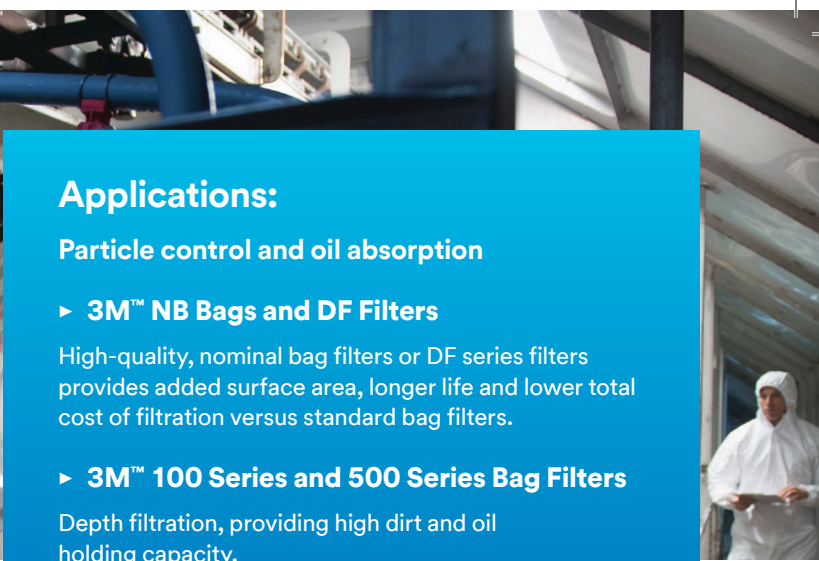 Applications:
Particle control and oil absorption
► 3M™ NB Bags and DF Filters
High-quality, nominal bag filters or DF series filters
provides added surface area, longer life and lower total
cost of filtration versus standard bag filters.
► 3M™ 100 Series and 500 Series Bag Filters
Depth filtration, providing high dirt and oil
holding capacity.